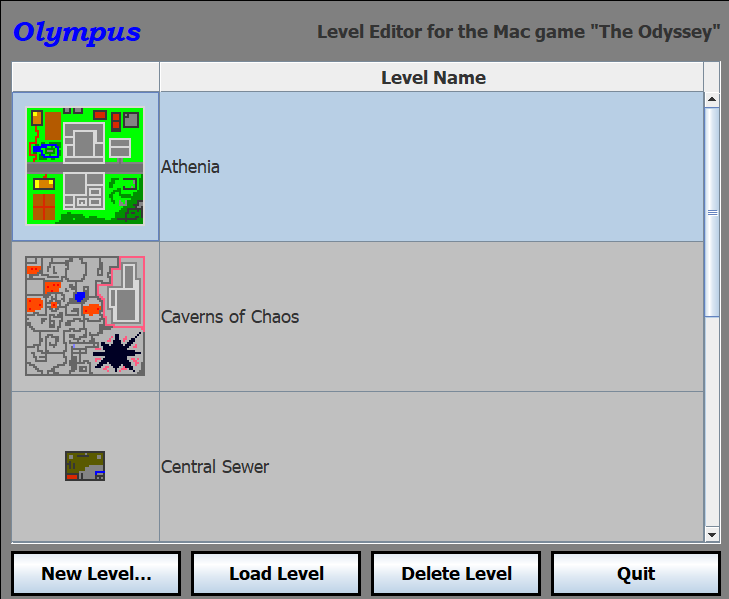 Olympus
Level Editor for the Mac game "The Odyssey"
Level Name
Athenia
Caverns of Chaos
Central Sewer
New Level... Load Level Delete Level Quit